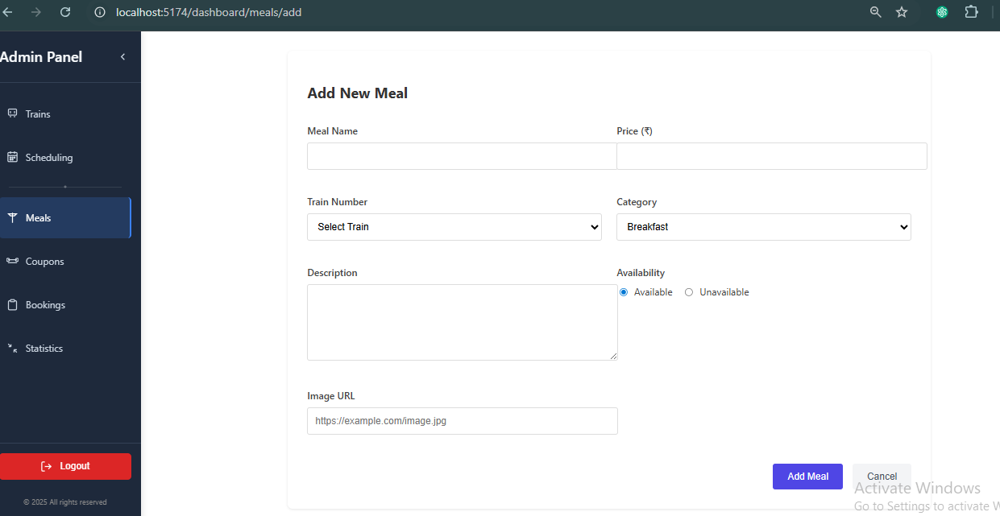 localhost:5174/dashboard/meals/add
Admin Panel
Trains
Scheduling
Meals
Coupons
Bookings
Statistics
Logout
© 2025 All rights reserved
Add New Meal
Meal Name
Price (₹)
Train Number
Category
Select Train
Breakfast
Description
Availability
Available
Unavailable
Image URL
https://example.com/image.jpg
Add Meal
Cancel
Activate Windows
Go to Settings to activate W